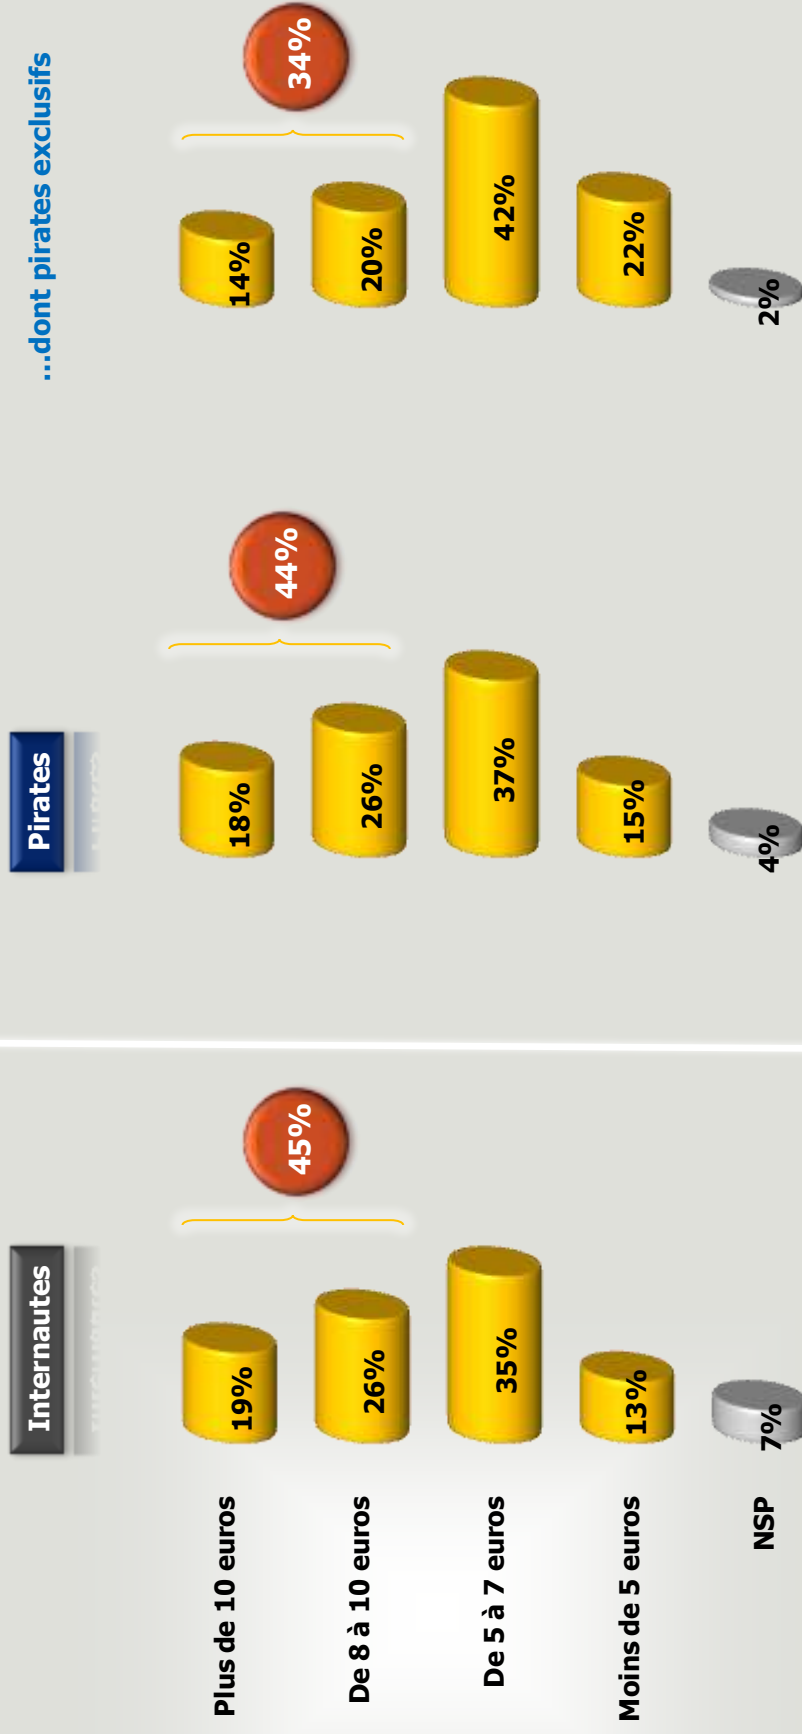 Internautes
Pirates
...dont pirates exclusifs
Plus de 10 euros
19%
18%
14%
De 8 à 10 euros
26%
26%
20%
45%
44%
34%
De 5 à 7 euros
35%
37%
42%
Moins de 5 euros
13%
15%
22%
NSP
7%
4%
2%